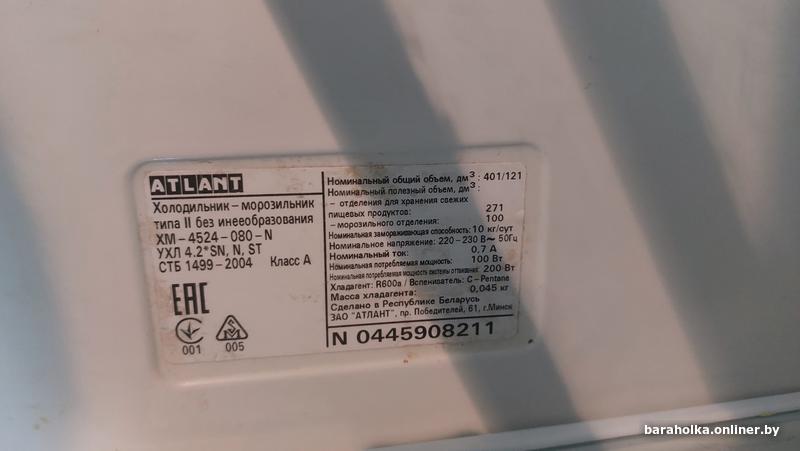 ATLANT
Холодильник – морозильник
типа II без инееобразования
ХМ – 4524 – 080 – N
УХЛ 4.2*SN, N, ST
СТБ 1499 – 2004 Класс А
ЕАС
001 005
Номинальный общий объем, дм³ : 401/121
Номинальный полезный объем, дм³ :
– отделения для хранения свежих
пищевых продуктов: 271
– морозильного отделения: 100
Номинальная замораживающая способность: 10 кг/сут
Номинальное напряжение: 220 – 230 В ~ 50Гц
Номинальный ток: 0,7 А
Номинальная потребляемая мощность: 100 Вт
Номинальная потребляемая мощность системы оттаивания: 200 Вт
Хладагент: R600a / Вспениватель: C – Pentane
Масса хладагента: 0,045 кг
Сделано в Республике Беларусь
ЗАО "АТЛАНТ", пр. Победителей, 61, г.Минск
N 0445908211
baraholka.onliner.by